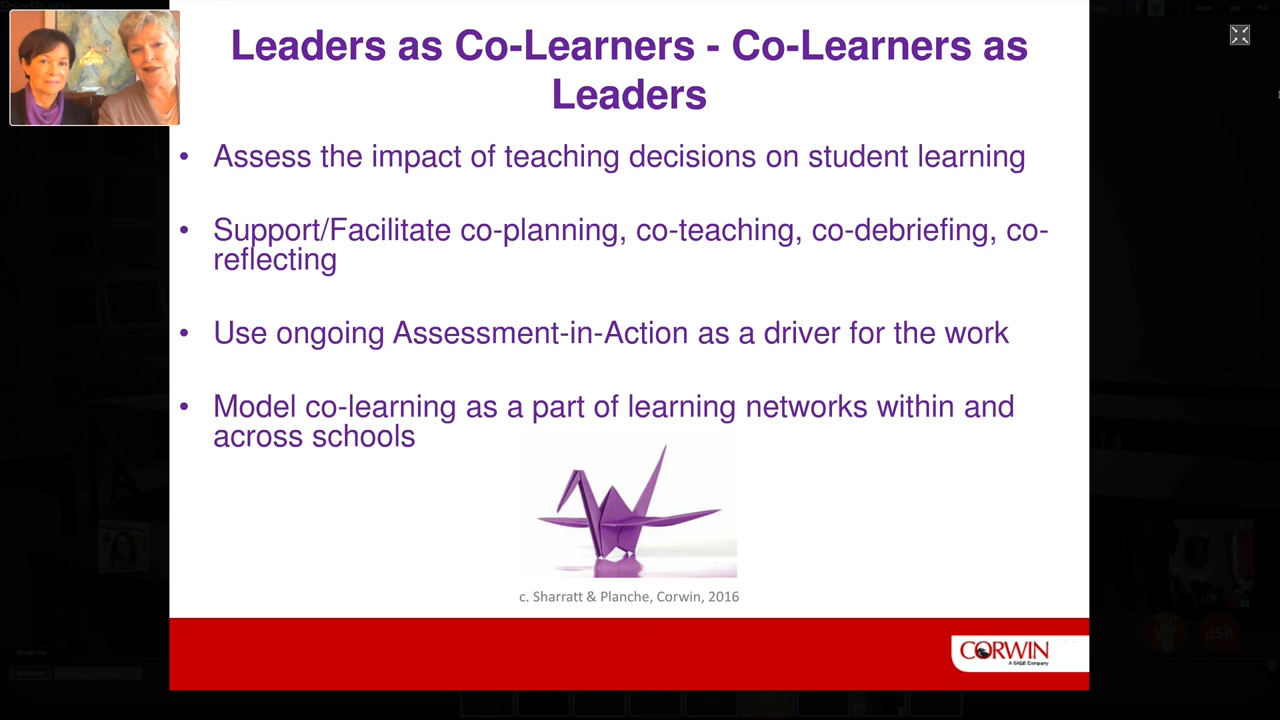 Leaders as Co-Learners - Co-Learners as
Leaders
• Assess the impact of teaching decisions on student learning
• Support/Facilitate co-planning, co-teaching, co-debriefing, co-
reflecting
• Use ongoing Assessment-in-Action as a driver for the work
• Model co-learning as a part of learning networks within and
across schools
c. Sharratt & Planche, Corwin, 2016
CORWIN
A SAGE Company
ask